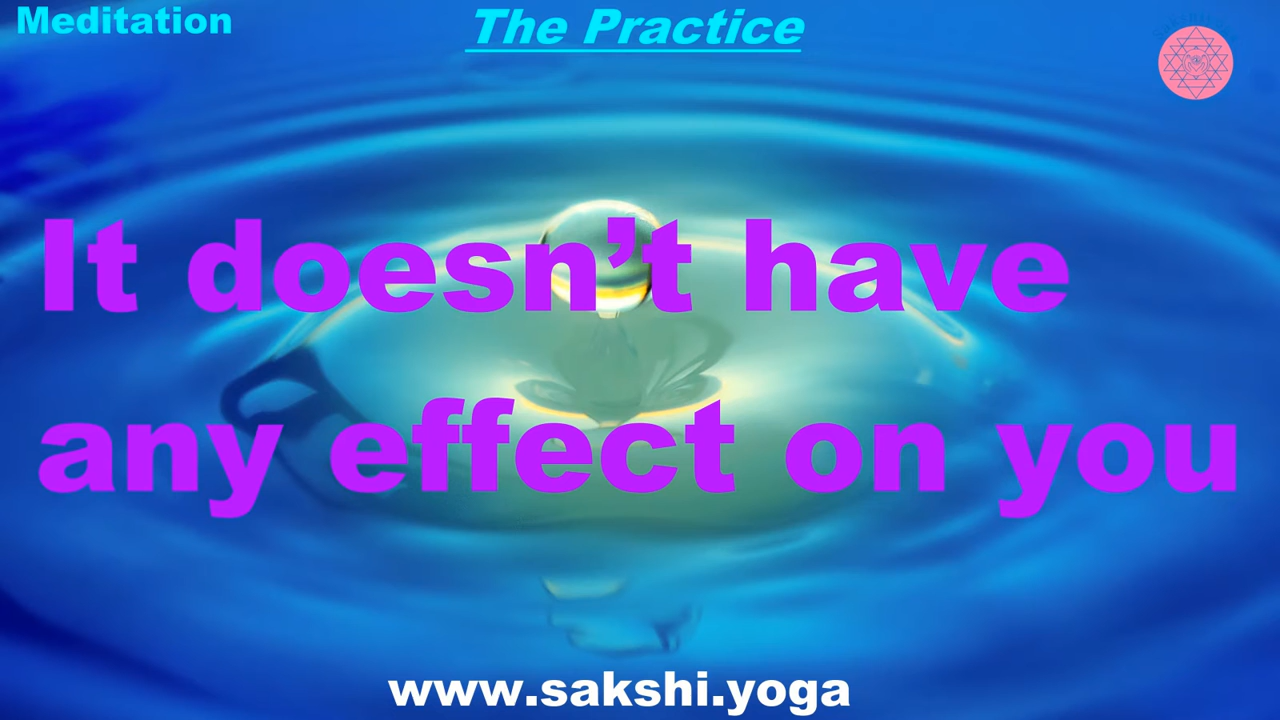 Meditation
The Practice
It doesn’t have
any effect on you
www.sakshi.yoga